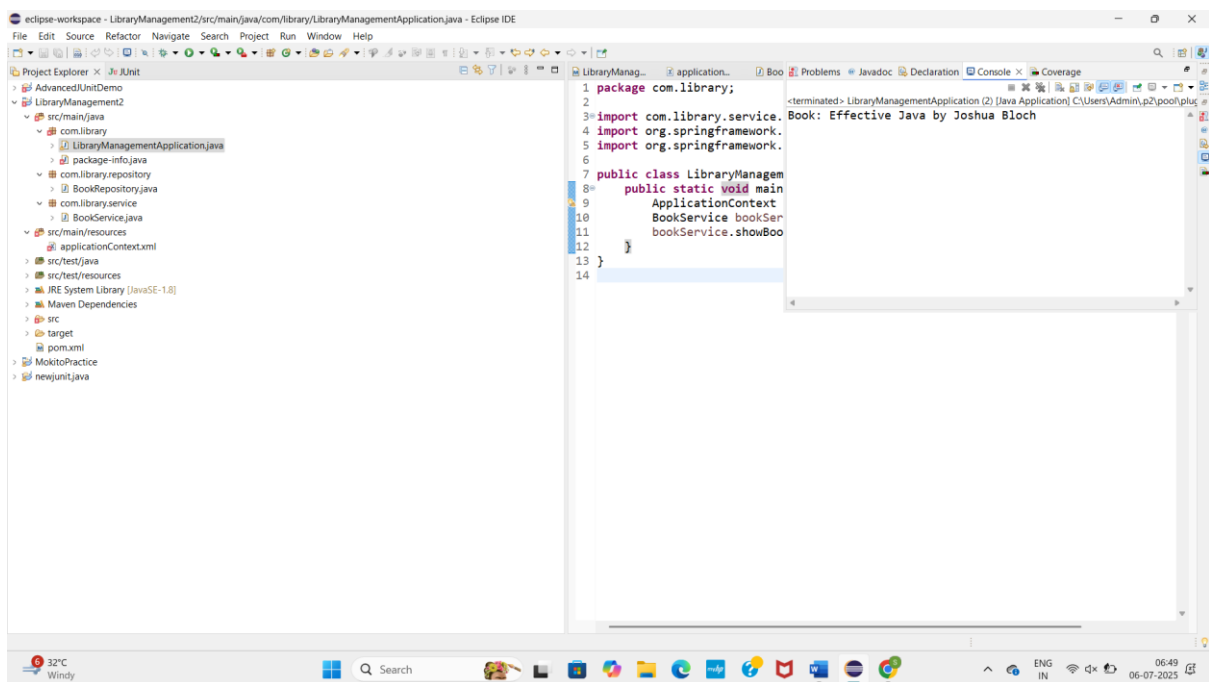 eclipse-workspace - LibraryManagement2/src/main/java/com/library/LibraryManagementApplication.java - Eclipse IDE
File Edit Source Refactor Navigate Search Project Run Window Help
Project Explorer × JUnit
AdvancedJUnitDemo
LibraryManagement2
src/main/java
com.library
LibraryManagementApplication.java
package-info.java
com.library.repository
BookRepository.java
com.library.service
BookService.java
src/main/resources
applicationContext.xml
src/test/java
src/test/resources
JRE System Library [JavaSE-1.8]
Maven Dependencies
src
target
pom.xml
MokitoPractice
newjunit.java
LibraryManag... application... Boo
1 package com.library;
2
3 import com.library.service.
4 import org.springframework.
5 import org.springframework.
6
7 public class LibraryManagem
8 public static void main
9 ApplicationContext
10 BookService bookSer
11 bookService.showBoo
12 }
13 }
14
Problems Javadoc Declaration Console × Coverage
<terminated> LibraryManagementApplication (2) [Java Application] C:\Users\Admin\.p2\pool\plug
Book: Effective Java by Joshua Bloch
6
32°C
Windy
Search
ENG
IN
06:49
06-07-2025